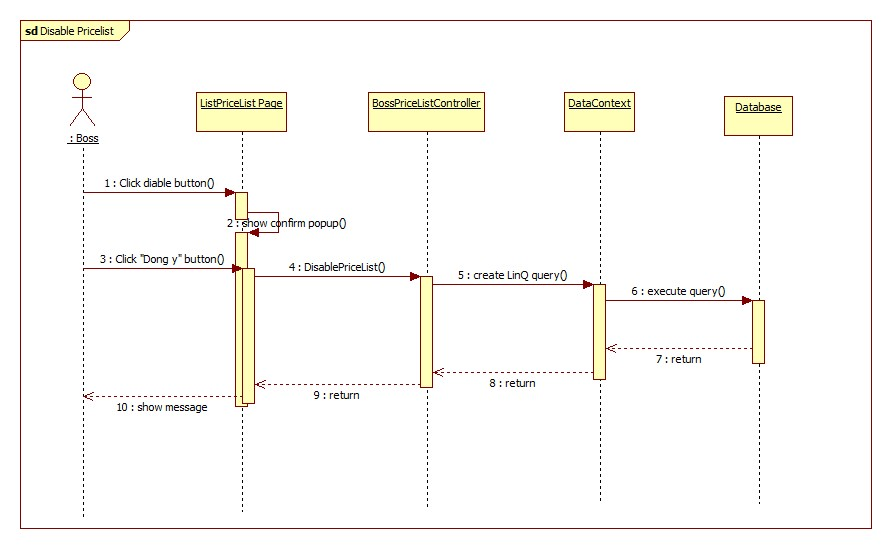 sd Disable Pricelist
: Boss
ListPriceList Page
BossPriceListController
DataContext
Database
1 : Click diable button()
2 : show confirm popup()
3 : Click "Dong y" button()
4 : DisablePriceList()
5 : create LinQ query()
6 : execute query()
7 : return
8 : return
9 : return
10 : show message